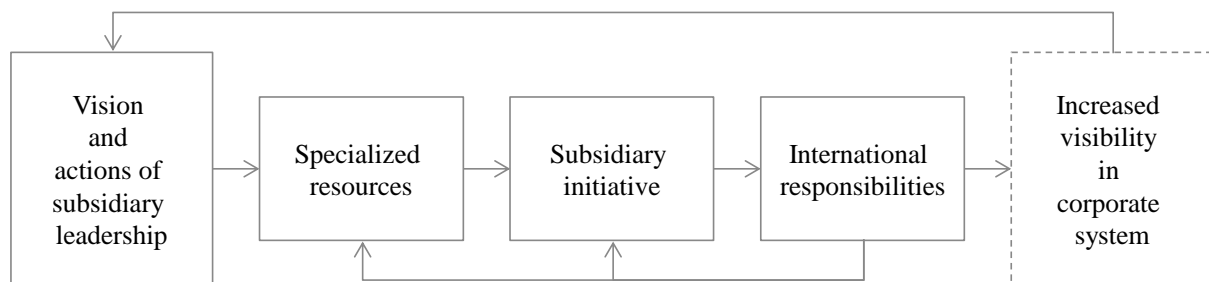 Vision
and
actions of
subsidiary
leadership
Specialized
resources
Subsidiary
initiative
International
responsibilities
Increased
visibility
in
corporate
system